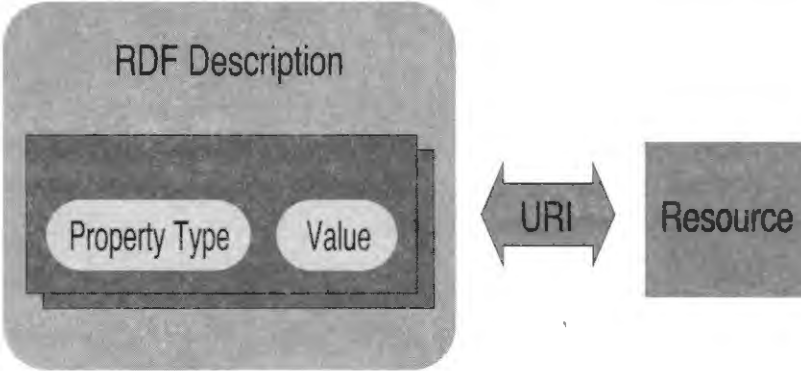 RDF Description
Property Type
Value
URI
Resource